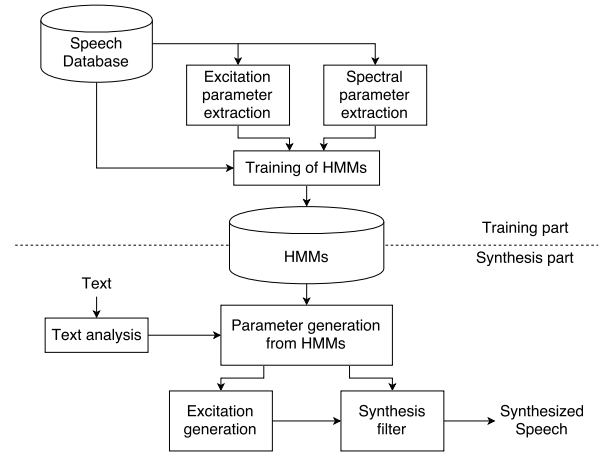 Speech
Database
Excitation
parameter
extraction
Spectral
parameter
extraction
Training of HMMs
Training part
HMMs
Synthesis part
Text
Text analysis
Parameter generation
from HMMs
Excitation
generation
Synthesis
filter
Synthesized
Speech